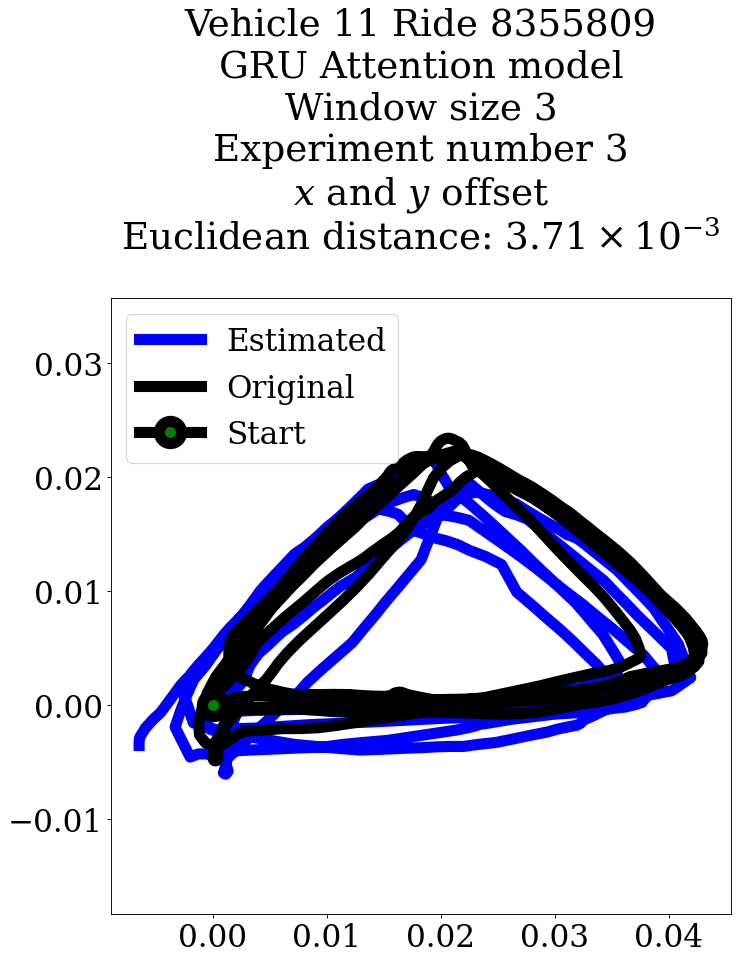 Vehicle 11 Ride 8355809
GRU Attention model
Window size 3
Experiment number 3
x and y offset
Euclidean distance: 3.71 × 10⁻³
Estimated
Original
Start
0.03
0.02
0.01
0.00
−0.01
0.00 0.01 0.02 0.03 0.04